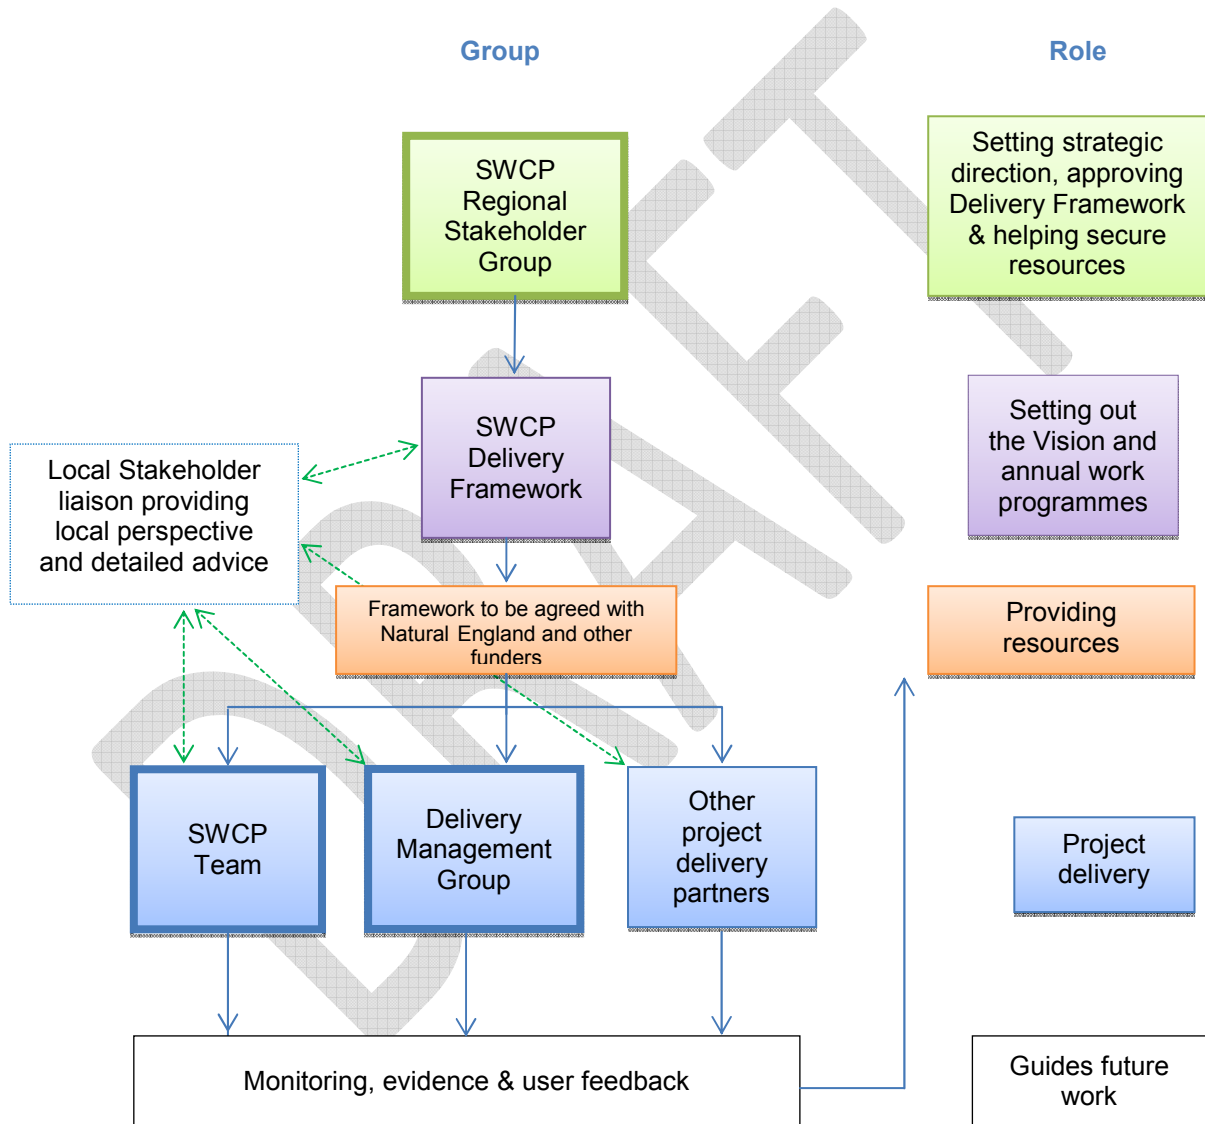 Group
Role
SWCP
Regional
Stakeholder
Group
Setting strategic
direction, approving
Delivery Framework
& helping secure
resources
SWCP
Delivery
Framework
Setting out
the Vision and
annual work
programmes
Local Stakeholder
liaison providing
local perspective
and detailed advice
Framework to be agreed with
Natural England and other
funders
Providing
resources
SWCP
Team
Delivery
Management
Group
Other
project
delivery
partners
Project
delivery
Monitoring, evidence & user feedback
Guides future
work
DRAFT